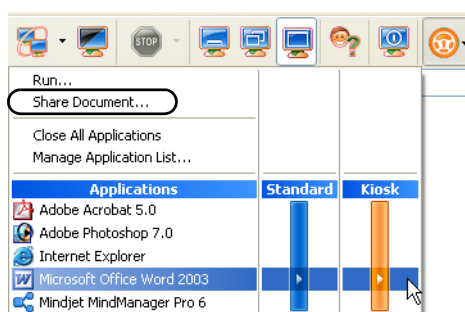 STOP
Run...
Share Document...
Close All Applications
Manage Application List...
Applications Standard Kiosk
Adobe Acrobat 5.0
Adobe Photoshop 7.0
Internet Explorer
Microsoft Office Word 2003
Mindjet MindManager Pro 6